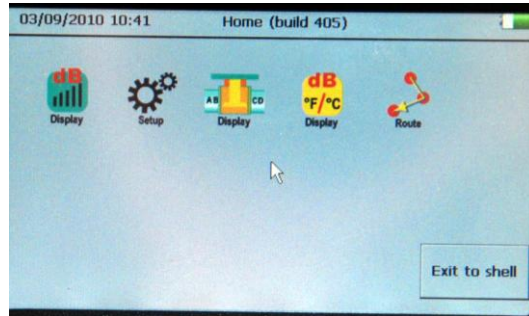 03/09/2010 10:41 Home (build 405)
dB
Display
Setup
AB CD
Display
dB
°F/°C
Display
Route
Exit to shell